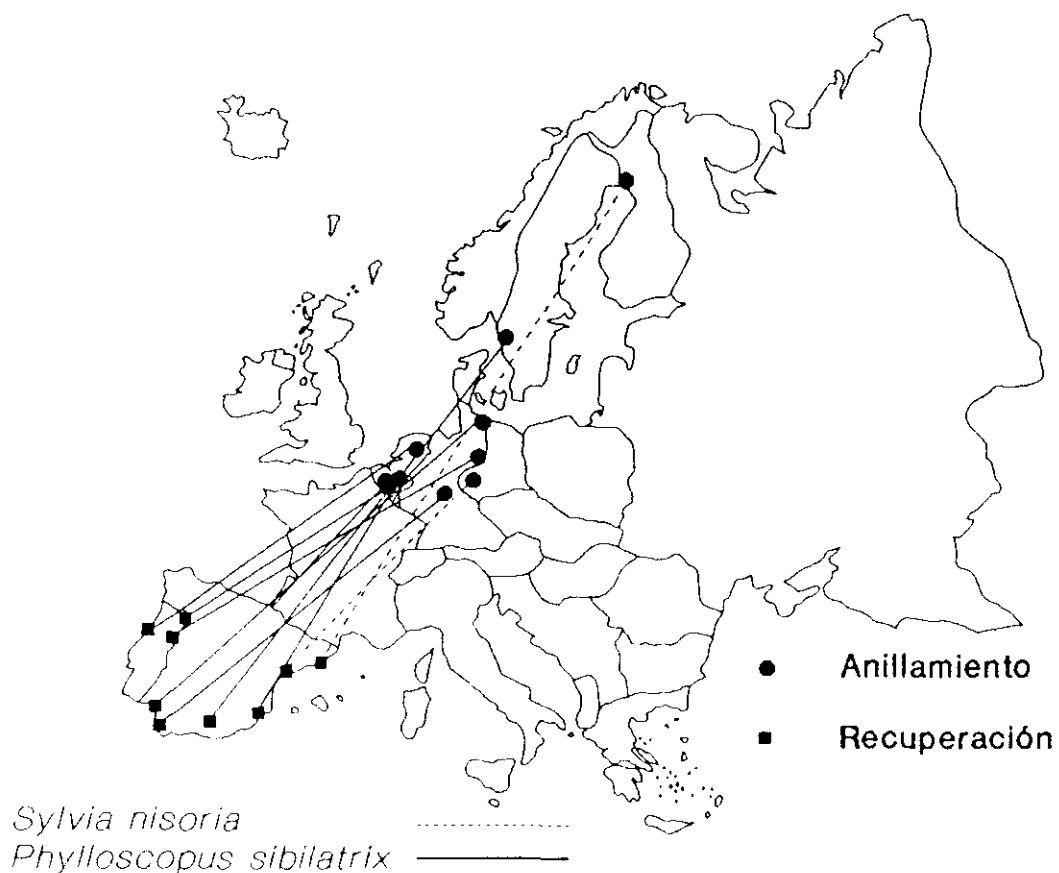 Anillamiento
Recuperación
Sylvia nisoria
Phylloscopus sibilatrix